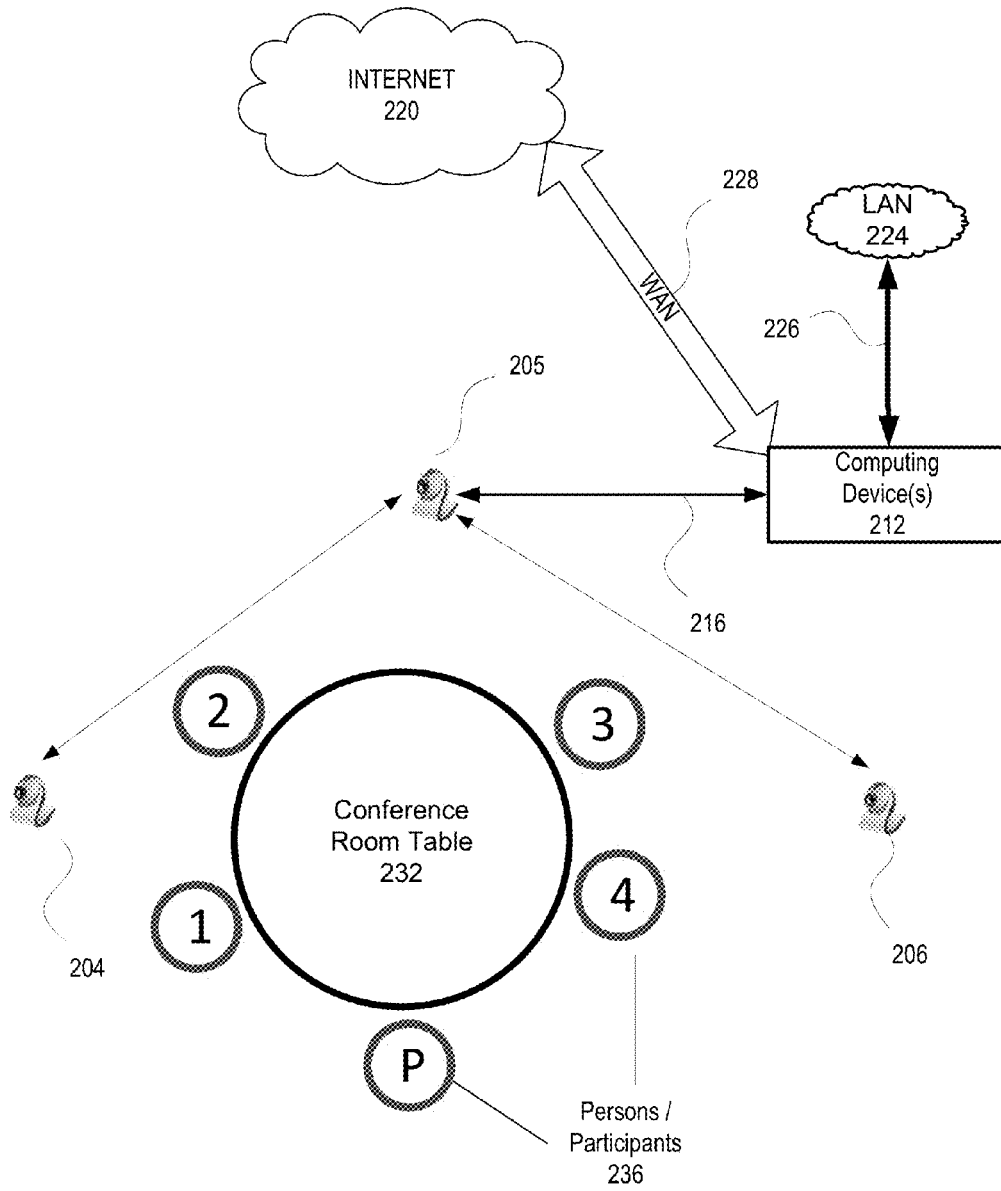 INTERNET
220
228
LAN
224
WAN
226
205
Computing
Device(s)
212
216
2
3
Conference
Room Table
232
1
4
204
206
P
Persons /
Participants
236